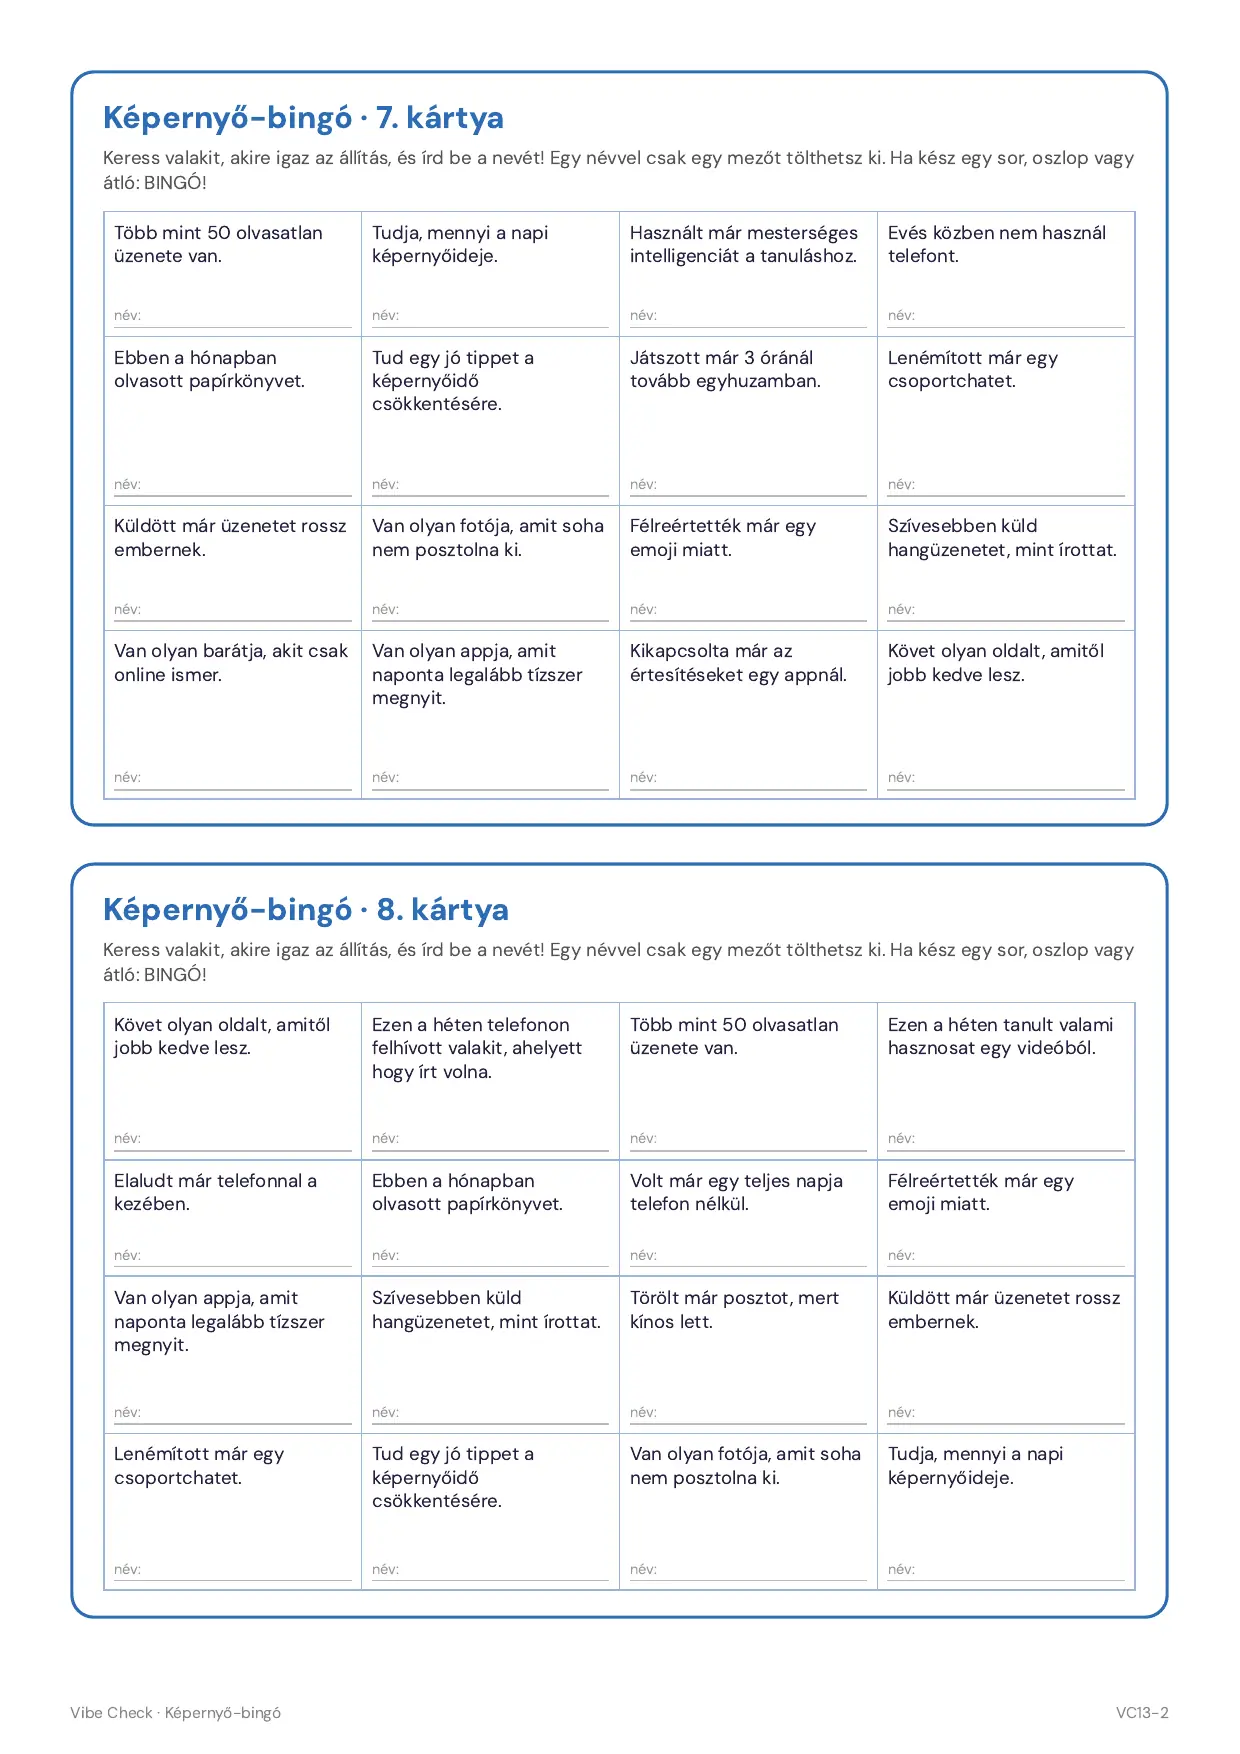 Képernyő-bingó · 7. kártya
Keress valakit, akire igaz az állítás, és írd be a nevét! Egy névvel csak egy mezőt tölthetsz ki. Ha kész egy sor, oszlop vagy
átló: BINGÓ!
Több mint 50 olvasatlan
üzenete van.
név:
Tudja, mennyi a napi
képernyőideje.
név:
Használt már mesterséges
intelligenciát a tanuláshoz.
név:
Evés közben nem használ
telefont.
név:
Ebben a hónapban
olvasott papírkönyvet.
név:
Tud egy jó tippet a
képernyőidő
csökkentésére.
név:
Játszott már 3 óránál
tovább egyhuzamban.
név:
Lenémított már egy
csoportchatet.
név:
Küldött már üzenetet rossz
embernek.
név:
Van olyan fotója, amit soha
nem posztolna ki.
név:
Félreértették már egy
emoji miatt.
név:
Szívesebben küld
hangüzenetet, mint írottat.
név:
Van olyan barátja, akit csak
online ismer.
név:
Van olyan appja, amit
naponta legalább tízszer
megnyit.
név:
Kikapcsolta már az
értesítéseket egy appnál.
név:
Követ olyan oldalt, amitől
jobb kedve lesz.
név:
Képernyő-bingó · 8. kártya
Keress valakit, akire igaz az állítás, és írd be a nevét! Egy névvel csak egy mezőt tölthetsz ki. Ha kész egy sor, oszlop vagy
átló: BINGÓ!
Követ olyan oldalt, amitől
jobb kedve lesz.
név:
Ezen a héten telefonon
felhívott valakit, ahelyett
hogy írt volna.
név:
Több mint 50 olvasatlan
üzenete van.
név:
Ezen a héten tanult valami
hasznosat egy videóból.
név:
Elaludt már telefonnal a
kezében.
név:
Ebben a hónapban
olvasott papírkönyvet.
név:
Volt már egy teljes napja
telefon nélkül.
név:
Félreértették már egy
emoji miatt.
név:
Van olyan appja, amit
naponta legalább tízszer
megnyit.
név:
Szívesebben küld
hangüzenetet, mint írottat.
név:
Törölt már posztot, mert
kínos lett.
név:
Küldött már üzenetet rossz
embernek.
név:
Lenémított már egy
csoportchatet.
név:
Tud egy jó tippet a
képernyőidő
csökkentésére.
név:
Van olyan fotója, amit soha
nem posztolna ki.
név:
Tudja, mennyi a napi
képernyőideje.
név:
Vibe Check · Képernyő-bingó
VC13-2